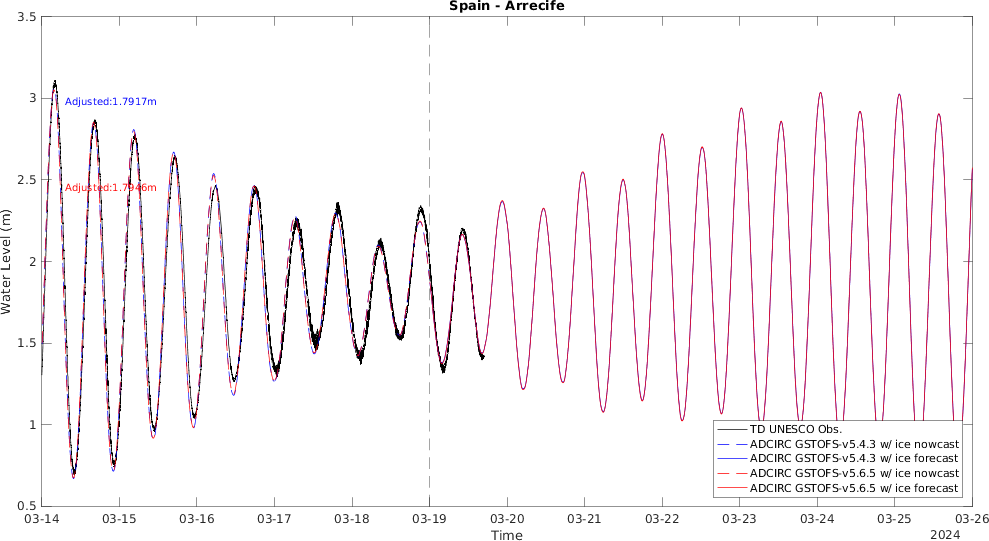 Spain - Arrecife
3.5
3
2.5
2
1.5
1
0.5
Water Level (m)
Adjusted:1.7917m
Adjusted:1.7946m
TD UNESCO Obs.
ADCIRC GSTOFS-v5.4.3 w/ ice nowcast
ADCIRC GSTOFS-v5.4.3 w/ ice forecast
ADCIRC GSTOFS-v5.6.5 w/ ice nowcast
ADCIRC GSTOFS-v5.6.5 w/ ice forecast
03-14 03-15 03-16 03-17 03-18 03-19 03-20 03-21 03-22 03-23 03-24 03-25 03-26
Time
2024